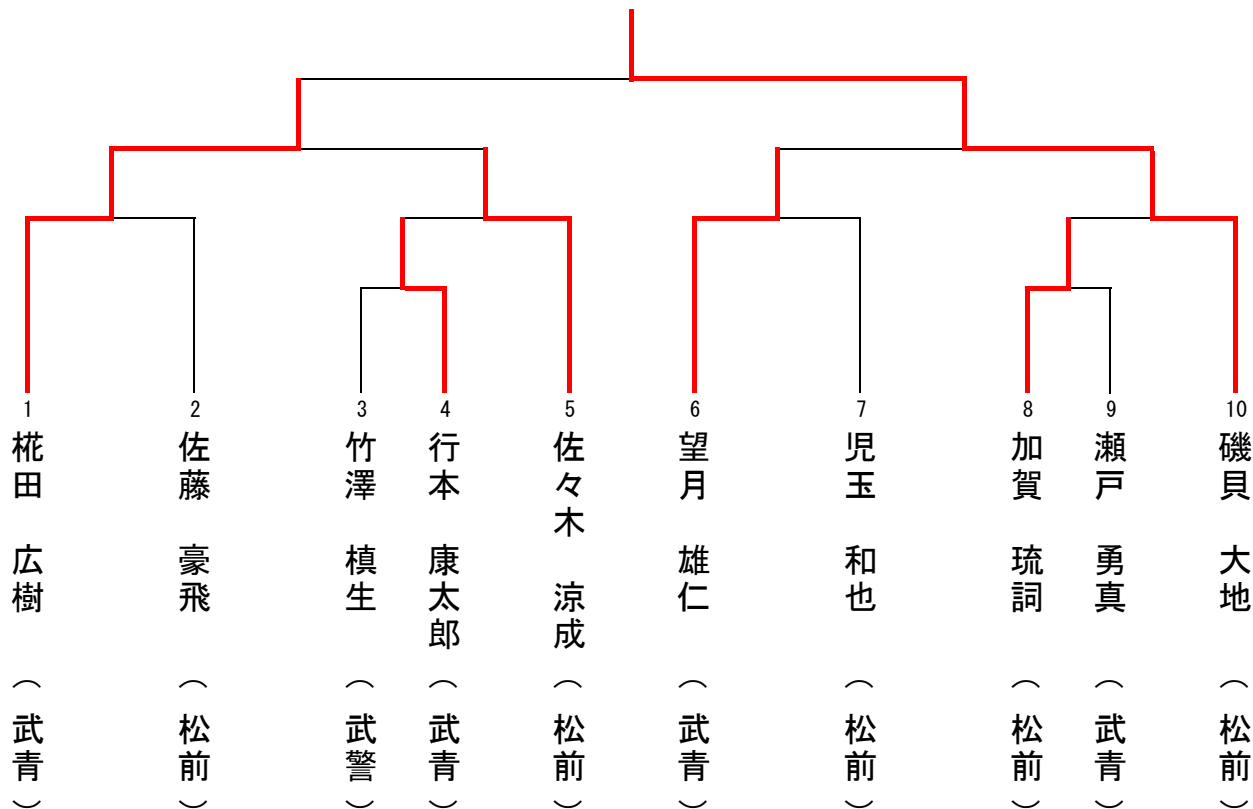 1
椛田 広樹 (武青)
2
佐藤 豪飛 (松前)
3
竹澤 槙生 (武警)
4
行本 康太郎 (武青)
5
佐々木 涼成 (松前)
6
望月 雄仁 (武青)
7
児玉 和也 (松前)
8
加賀 琉詞 (松前)
9
瀬戸 勇真 (武青)
10
磯貝 大地 (松前)